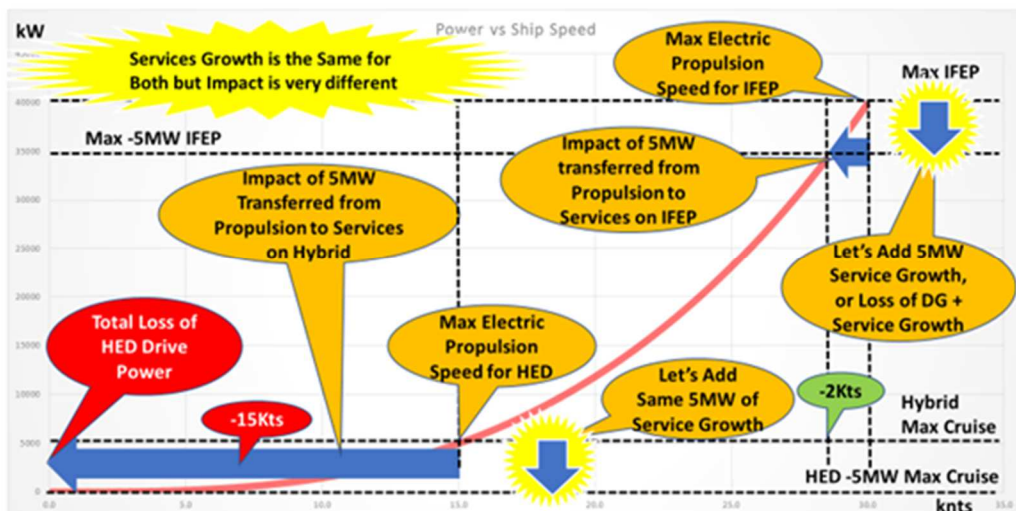 kW
Power vs Ship Speed
Services Growth is the Same for
Both but Impact is very different
Max Electric
Propulsion
Speed for IFEP
Max IFEP
40000
Max -5MW IFEP
35000
Impact of 5MW
transferred from
Propulsion to
Services on IFEP
Impact of 5MW
Transferred from
Propulsion to Services
on Hybrid
30000
25000
Let's Add 5MW
Service Growth,
or Loss of DG +
Service Growth
20000
Total Loss of
HED Drive
Power
Max Electric
Propulsion
Speed for HED
15000
Let's Add
Same 5MW of
Service Growth
10000
-15Kts
-2Kts
Hybrid
Max Cruise
5000
HED -5MW Max Cruise
0
0.0 5.0 10.0 15.0 20.0 25.0 30.0 35.0
knts